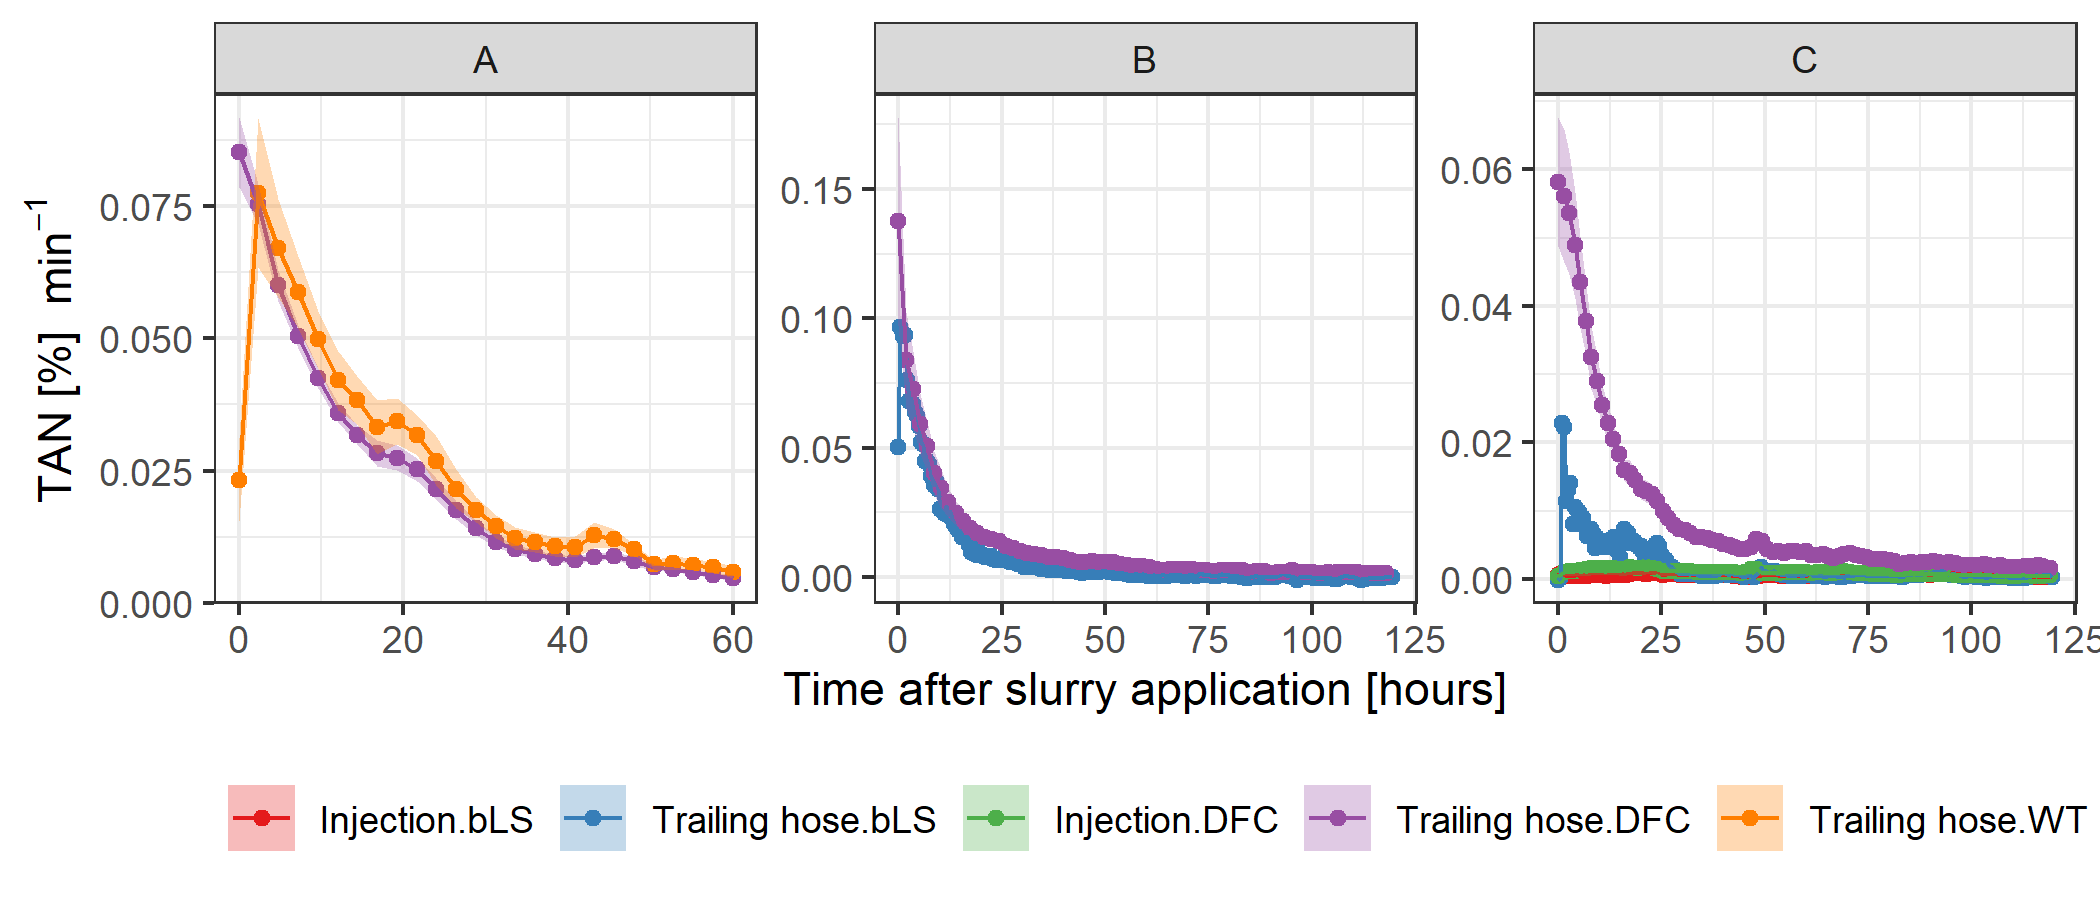 A B C
TAN [%] min⁻¹
0.075
0.050
0.025
0.000
0 20 40 60
0.15
0.10
0.05
0.00
0 25 50 75 100 125
0.06
0.04
0.02
0.00
0 25 50 75 100 125
Time after slurry application [hours]
Injection.bLS Trailing hose.bLS Injection.DFC Trailing hose.DFC Trailing hose.WT